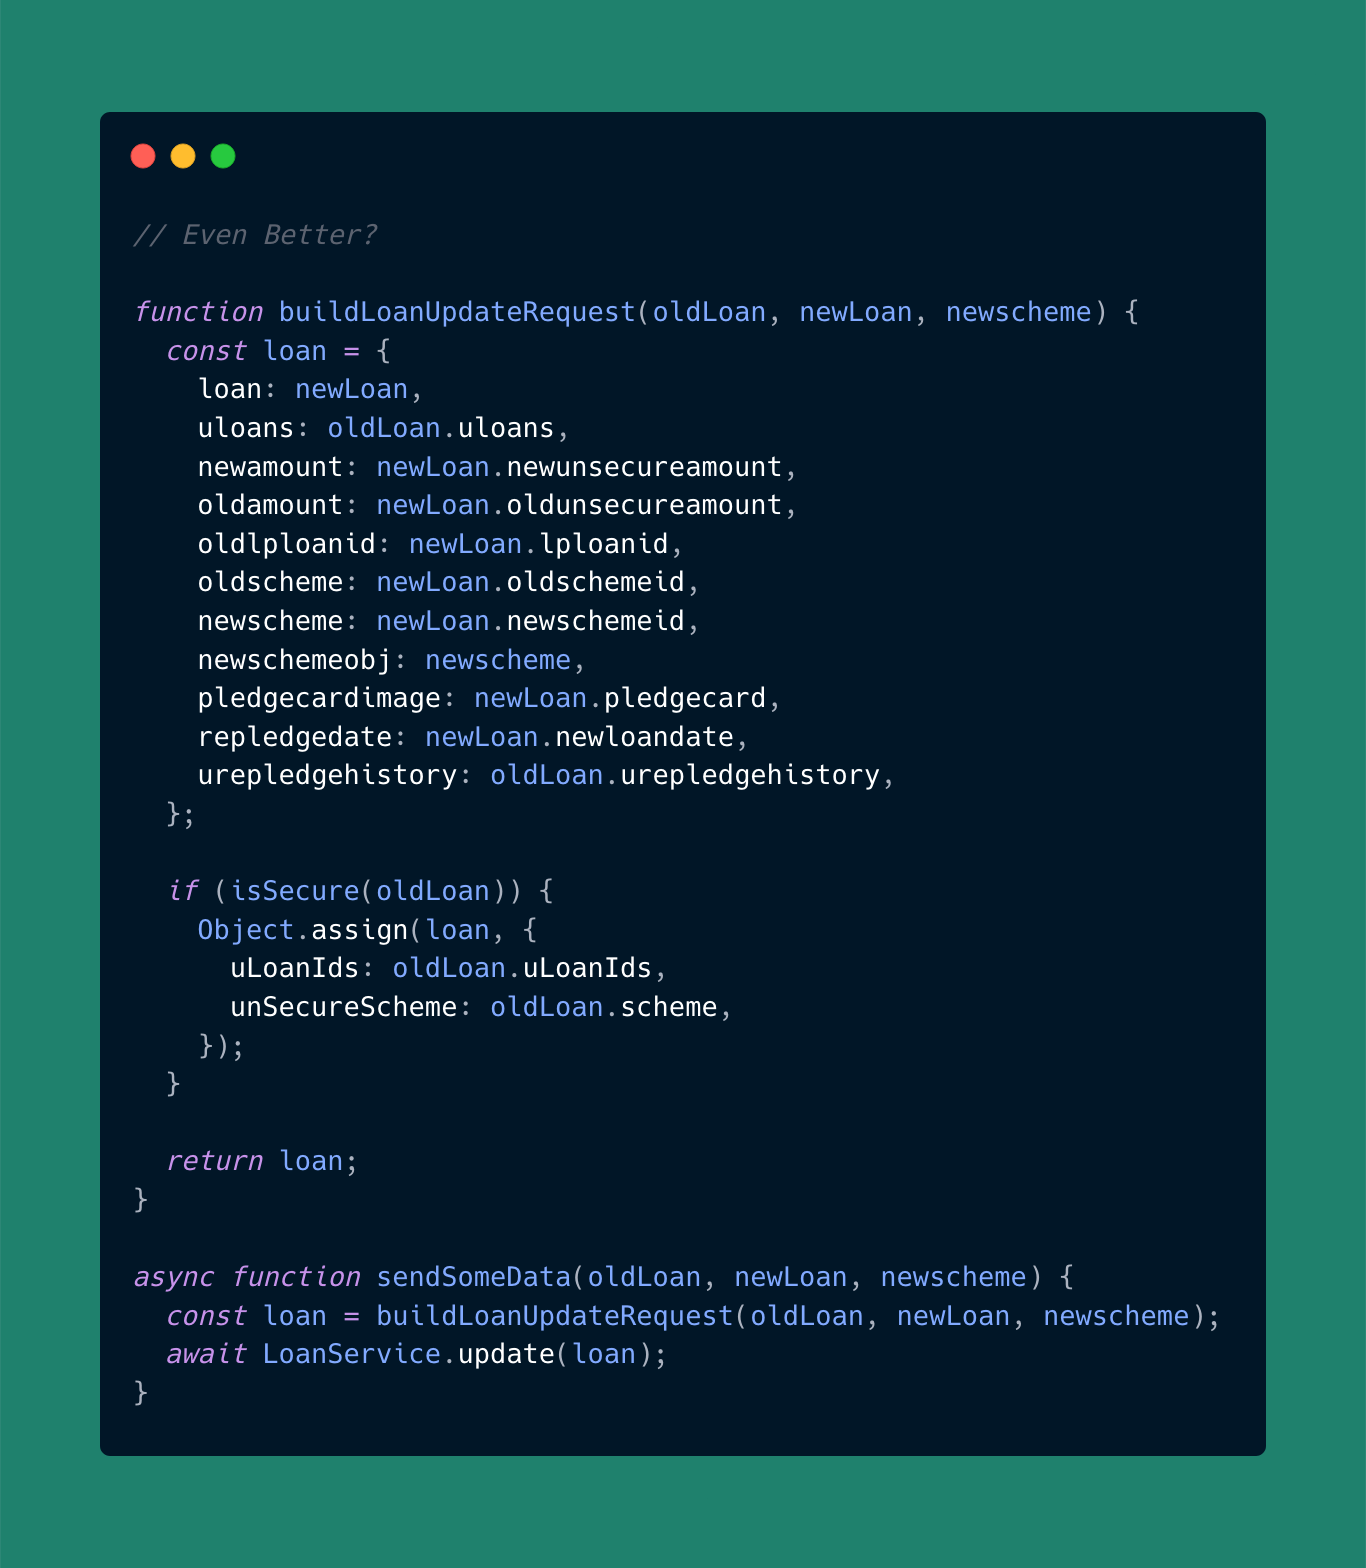 // Even Better?
function buildLoanUpdateRequest(oldLoan, newLoan, newscheme) {
  const loan = {
    loan: newLoan,
    uloans: oldLoan.uloans,
    newamount: newLoan.newunsecureamount,
    oldamount: newLoan.oldunsecureamount,
    oldlploanid: newLoan.lploanid,
    oldscheme: newLoan.oldschemeid,
    newscheme: newLoan.newschemeid,
    newschemeobj: newscheme,
    pledgecardimage: newLoan.pledgecard,
    repledgedate: newLoan.newloandate,
    urepledgehistory: oldLoan.urepledgehistory,
  };
  if (isSecure(oldLoan)) {
    Object.assign(loan, {
      uLoanIds: oldLoan.uLoanIds,
      unSecureScheme: oldLoan.scheme,
    });
  }
  return loan;
}
async function sendSomeData(oldLoan, newLoan, newscheme) {
  const loan = buildLoanUpdateRequest(oldLoan, newLoan, newscheme);
  await LoanService.update(loan);
}